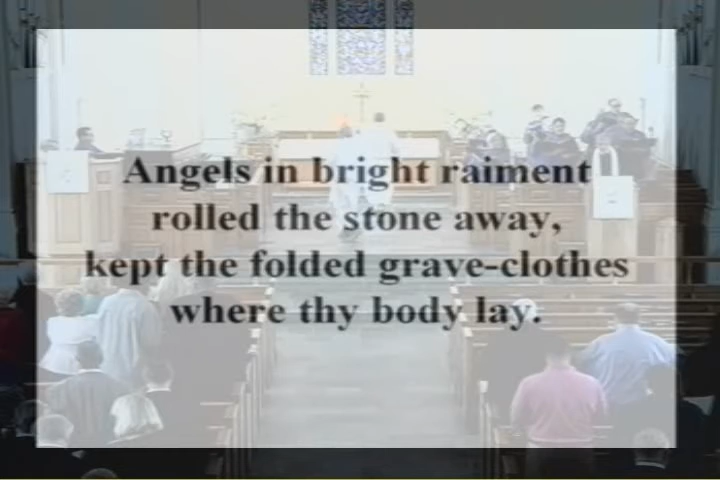 Angels in bright raiment
rolled the stone away,
kept the folded grave-clothes
where thy body lay.